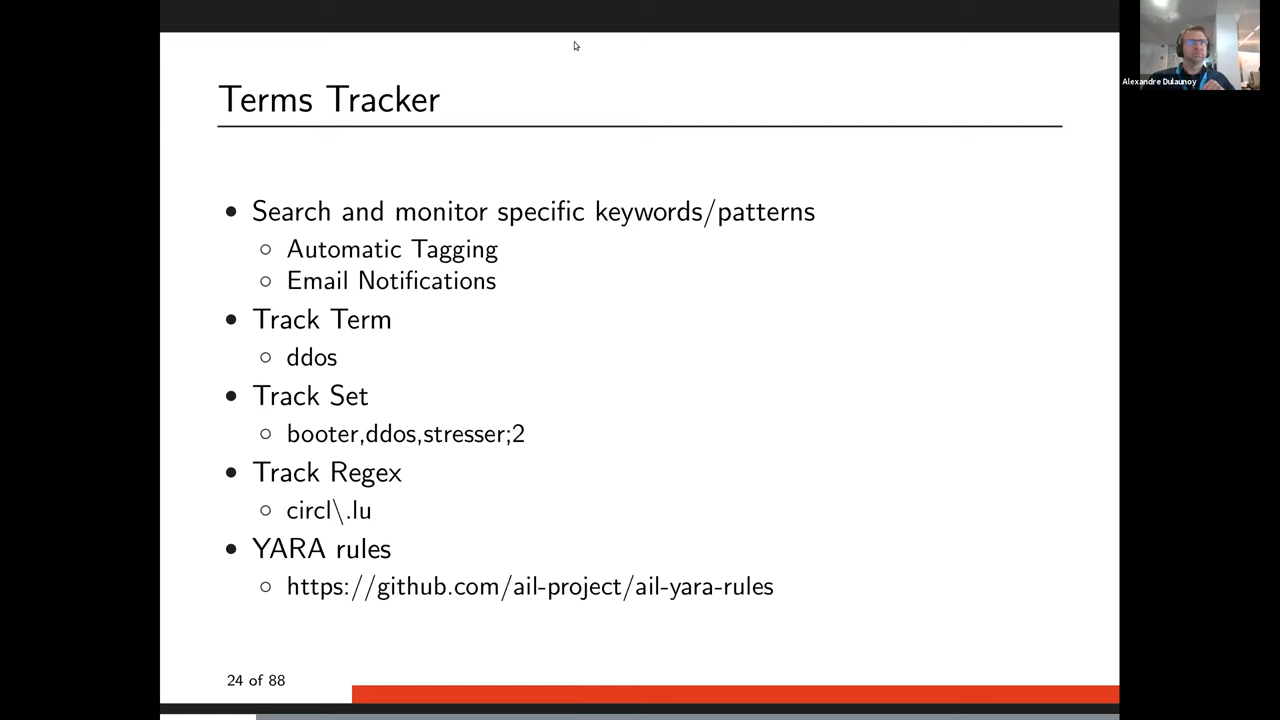 Alexandre Dulaunoy
Terms Tracker
• Search and monitor specific keywords/patterns
◦ Automatic Tagging
◦ Email Notifications
• Track Term
◦ ddos
• Track Set
◦ booter,ddos,stresser;2
• Track Regex
◦ circl\.lu
• YARA rules
◦ https://github.com/ail-project/ail-yara-rules
24 of 88